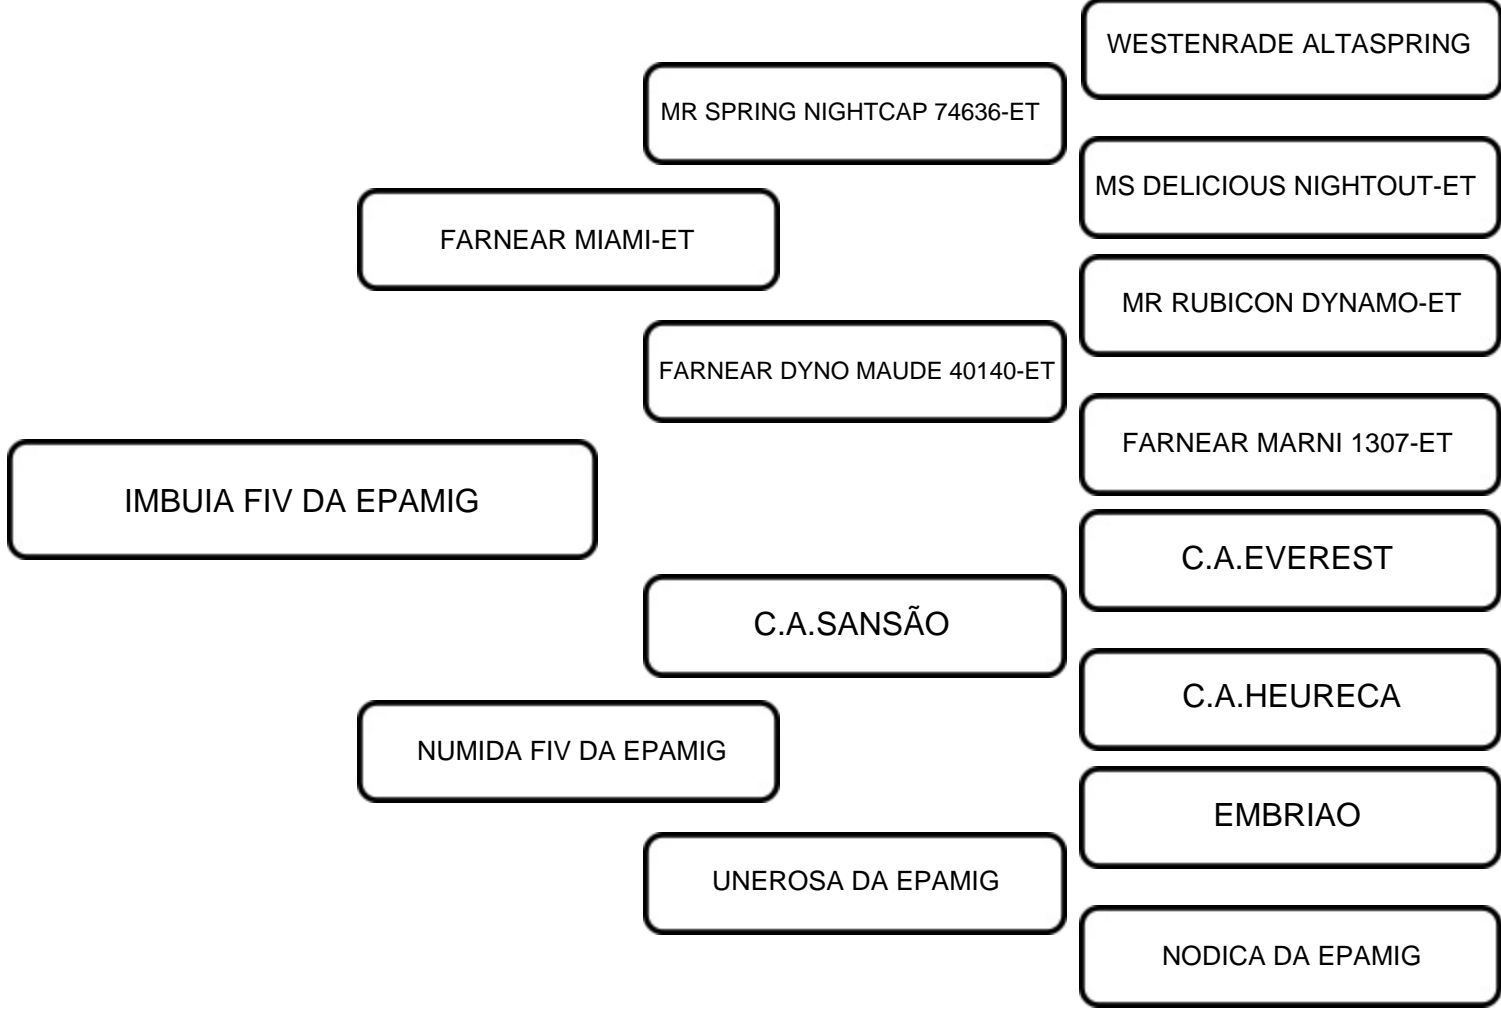 WESTENRADE ALTASPRING
MR SPRING NIGHTCAP 74636-ET
MS DELICIOUS NIGHTOUT-ET
FARNEAR MIAMI-ET
MR RUBICON DYNAMO-ET
FARNEAR DYNO MAUDE 40140-ET
FARNEAR MARNI 1307-ET
IMBUIA FIV DA EPAMIG
C.A.EVEREST
C.A.SANSÃO
C.A.HEURECA
NUMIDA FIV DA EPAMIG
EMBRIAO
UNEROSA DA EPAMIG
NODICA DA EPAMIG